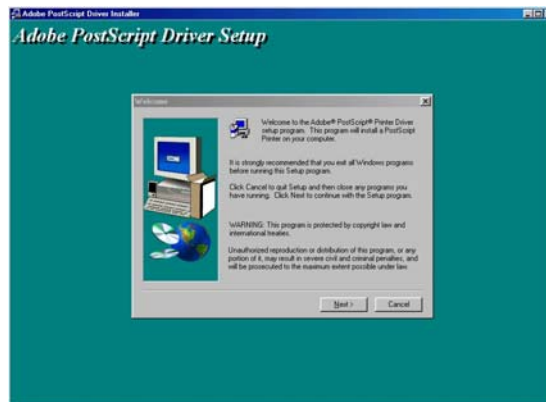 Adobe PostScript Driver Installer
Adobe PostScript Driver Setup
Welcome
Welcome to the Adobe® PostScript® Printer Driver
setup program. This program will install a PostScript
Printer on your computer.
It is strongly recommended that you exit all Windows programs
before running this Setup program.
Click Cancel to quit Setup and then close any programs you
have running. Click Next to continue with the Setup program.
WARNING: This program is protected by copyright law and
international treaties.
Unauthorized reproduction or distribution of this program, or any
portion of it, may result in severe civil and criminal penalties, and
will be prosecuted to the maximum extent possible under law.
Next >
Cancel